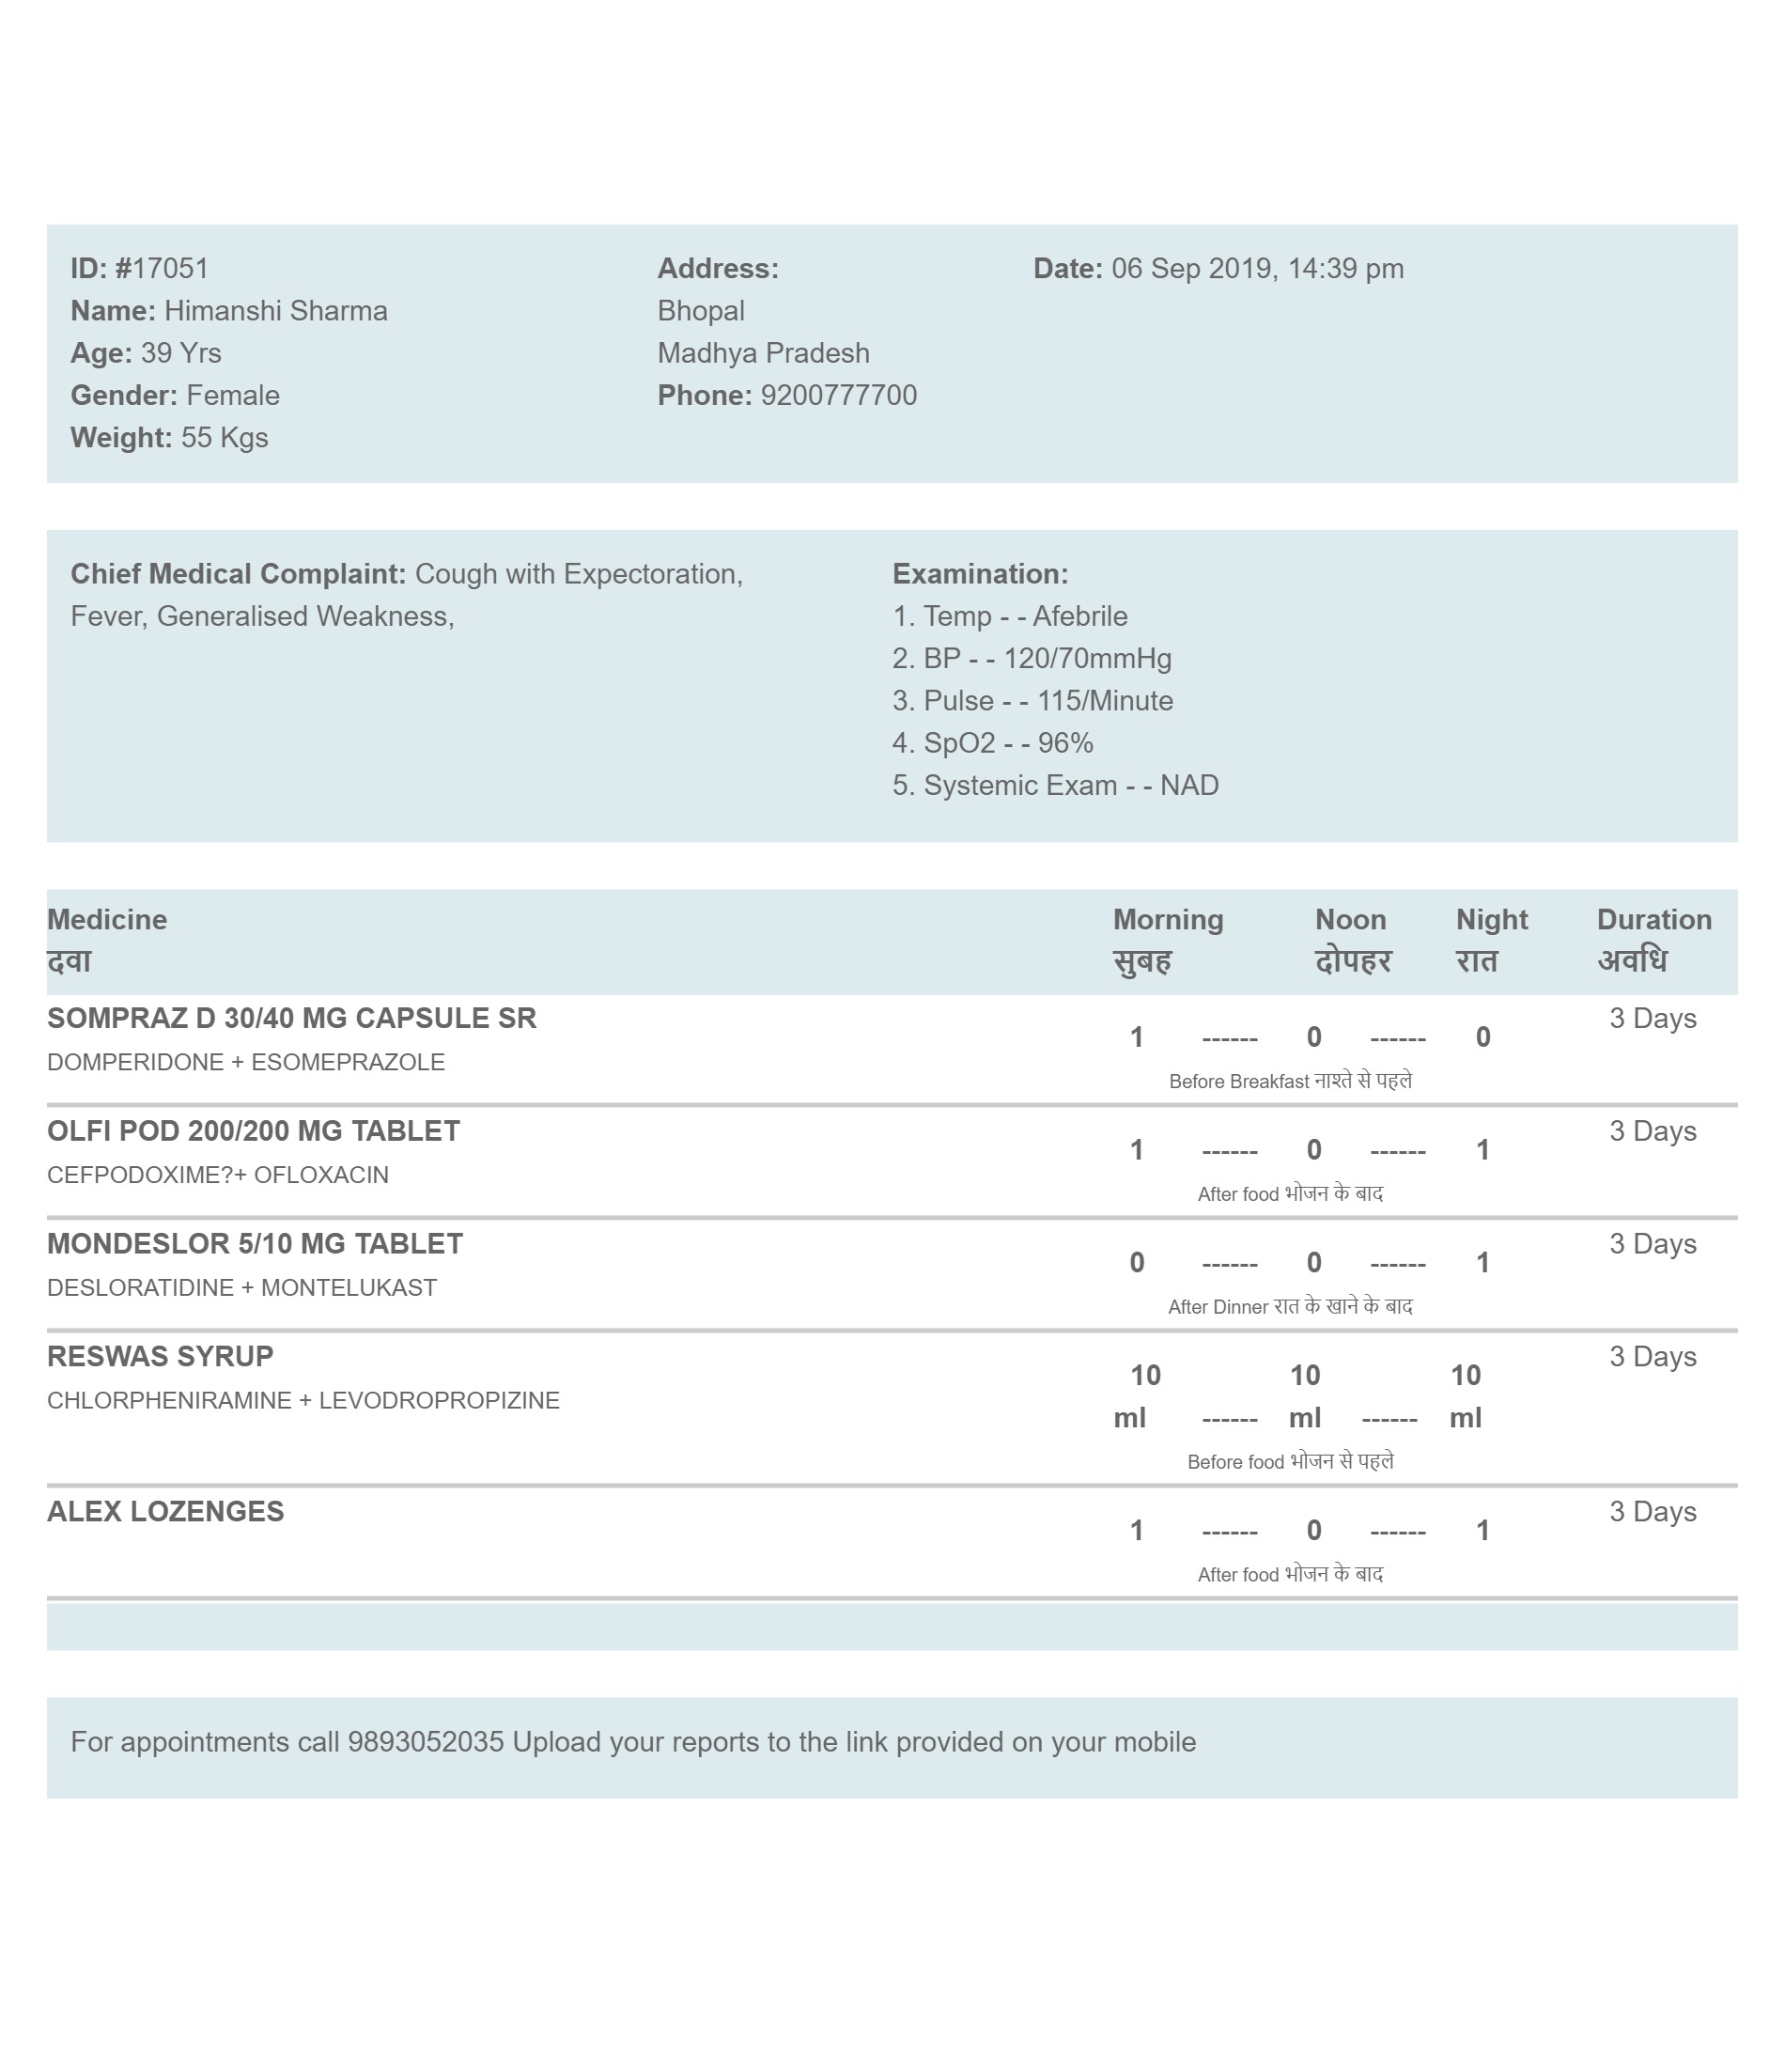 ID: #17051
Name: Himanshi Sharma
Age: 39 Yrs
Gender: Female
Weight: 55 Kgs
Address:
Bhopal
Madhya Pradesh
Phone: 9200777700
Date: 06 Sep 2019, 14:39 pm
Chief Medical Complaint: Cough with Expectoration,
Fever, Generalised Weakness,
Examination:
1. Temp - - Afebrile
2. BP - - 120/70mmHg
3. Pulse - - 115/Minute
4. SpO2 - - 96%
5. Systemic Exam - - NAD
Medicine Morning Noon Night Duration
दवा सुबह दोपहर रात अवधि
SOMPRAZ D 30/40 MG CAPSULE SR 3 Days
1 ------ 0 ------ 0
DOMPERIDONE + ESOMEPRAZOLE
Before Breakfast नाश्ते से पहले
OLFI POD 200/200 MG TABLET 3 Days
1 ------ 0 ------ 1
CEFPODOXIME?+ OFLOXACIN
After food भोजन के बाद
MONDESLOR 5/10 MG TABLET 3 Days
0 ------ 0 ------ 1
DESLORATIDINE + MONTELUKAST
After Dinner रात के खाने के बाद
RESWAS SYRUP 3 Days
10 10 10
CHLORPHENIRAMINE + LEVODROPROPIZINE
ml ------ ml ------ ml
Before food भोजन से पहले
ALEX LOZENGES 3 Days
1 ------ 0 ------ 1
After food भोजन के बाद
For appointments call 9893052035 Upload your reports to the link provided on your mobile